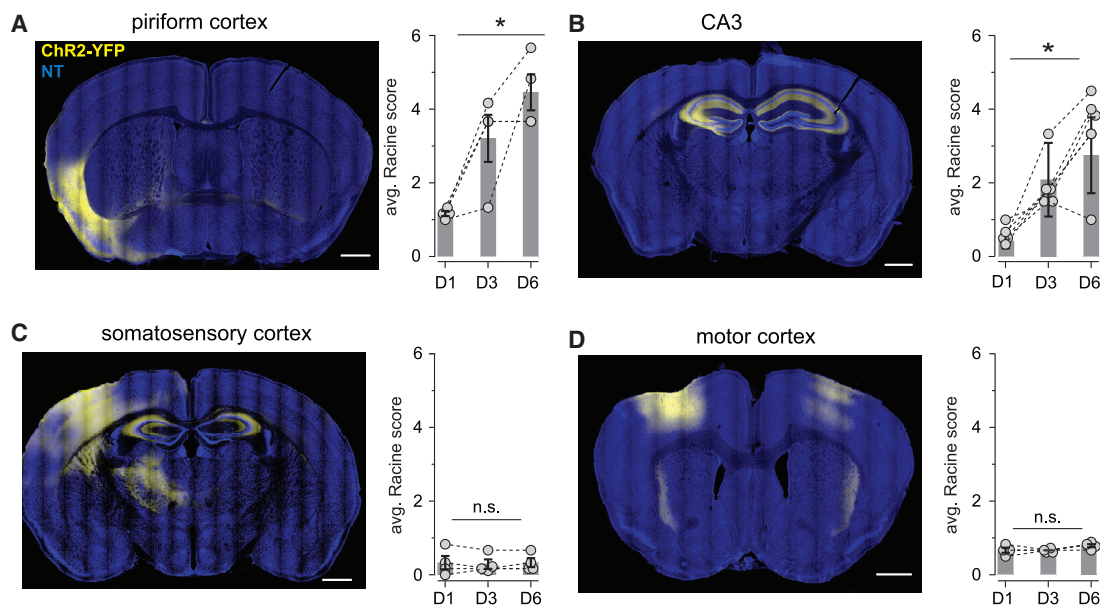 A
piriform cortex
ChR2-YFP
NT
avg. Racine score
6
4
2
0
*
D1 D3 D6
B
CA3
avg. Racine score
6
4
2
0
*
D1 D3 D6
C
somatosensory cortex
avg. Racine score
6
4
2
0
n.s.
D1 D3 D6
D
motor cortex
avg. Racine score
6
4
2
0
n.s.
D1 D3 D6